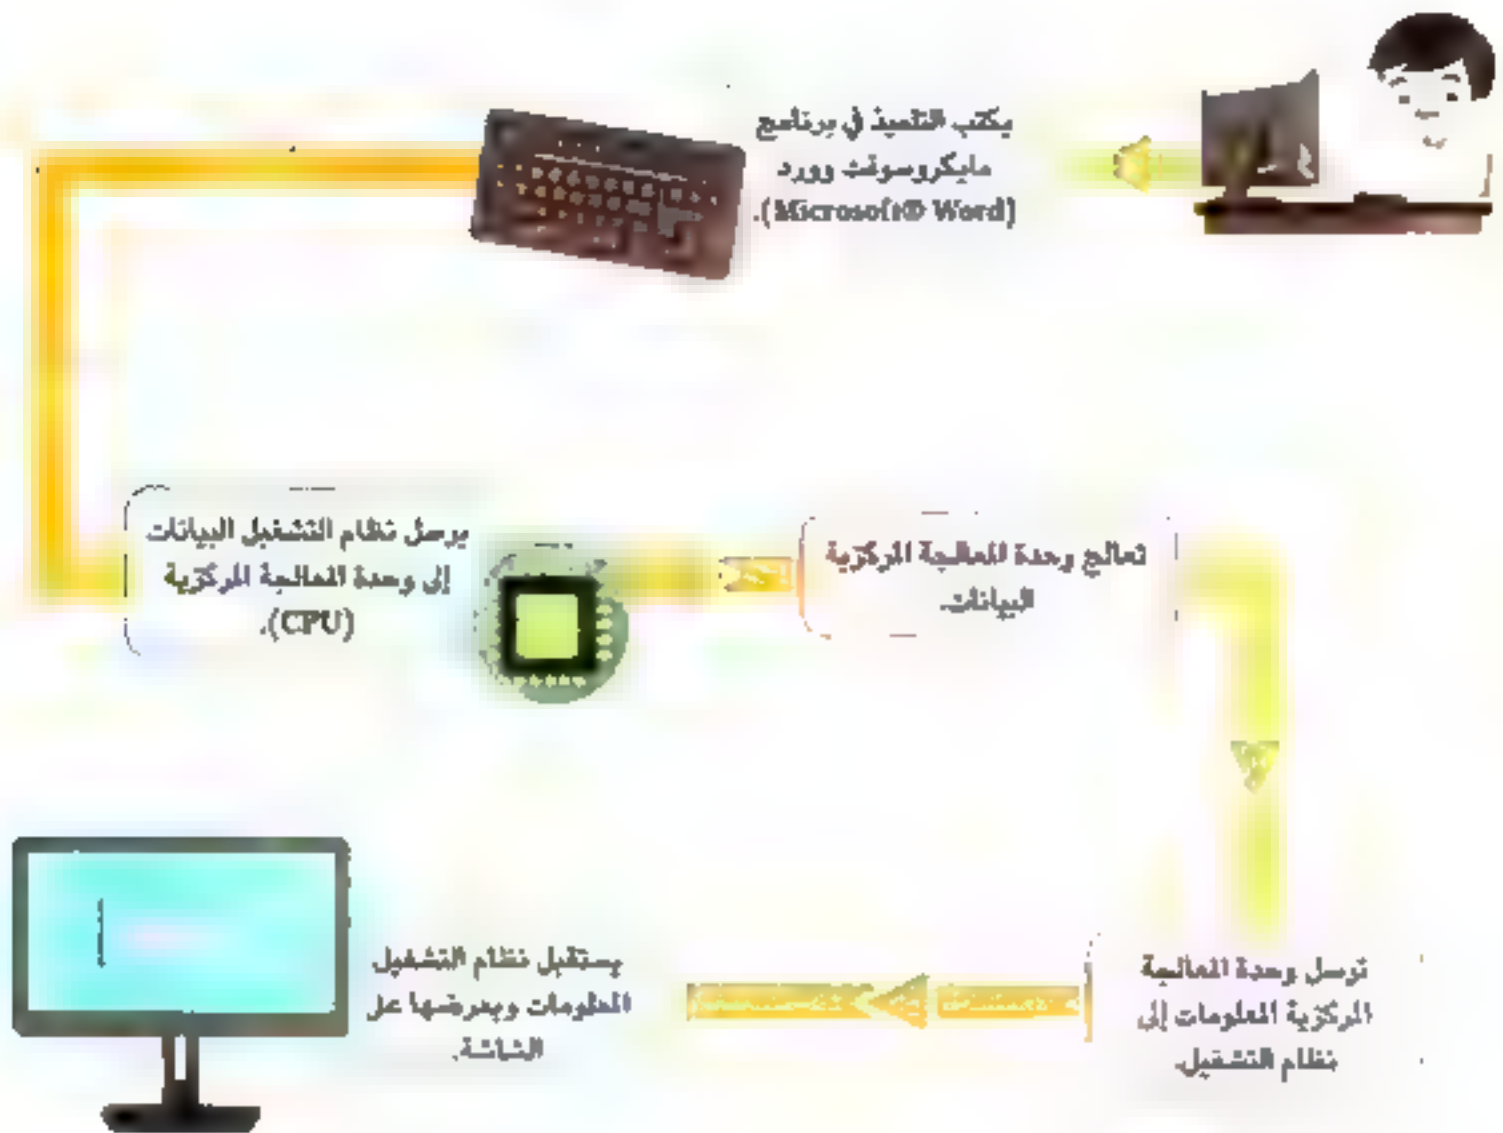 يكتب التلميذ في برنامج
مايكروسوفت وورد
(Microsoft® Word).
يرسل نظام التشغيل البيانات
إلى وحدة المعالجة المركزية
(CPU).
تعالج وحدة المعالجة المركزية
البيانات.
ترسل وحدة المعالجة
المركزية المعلومات إلى
نظام التشغيل.
يستقبل نظام التشغيل
المعلومات ويعرضها على
الشاشة.